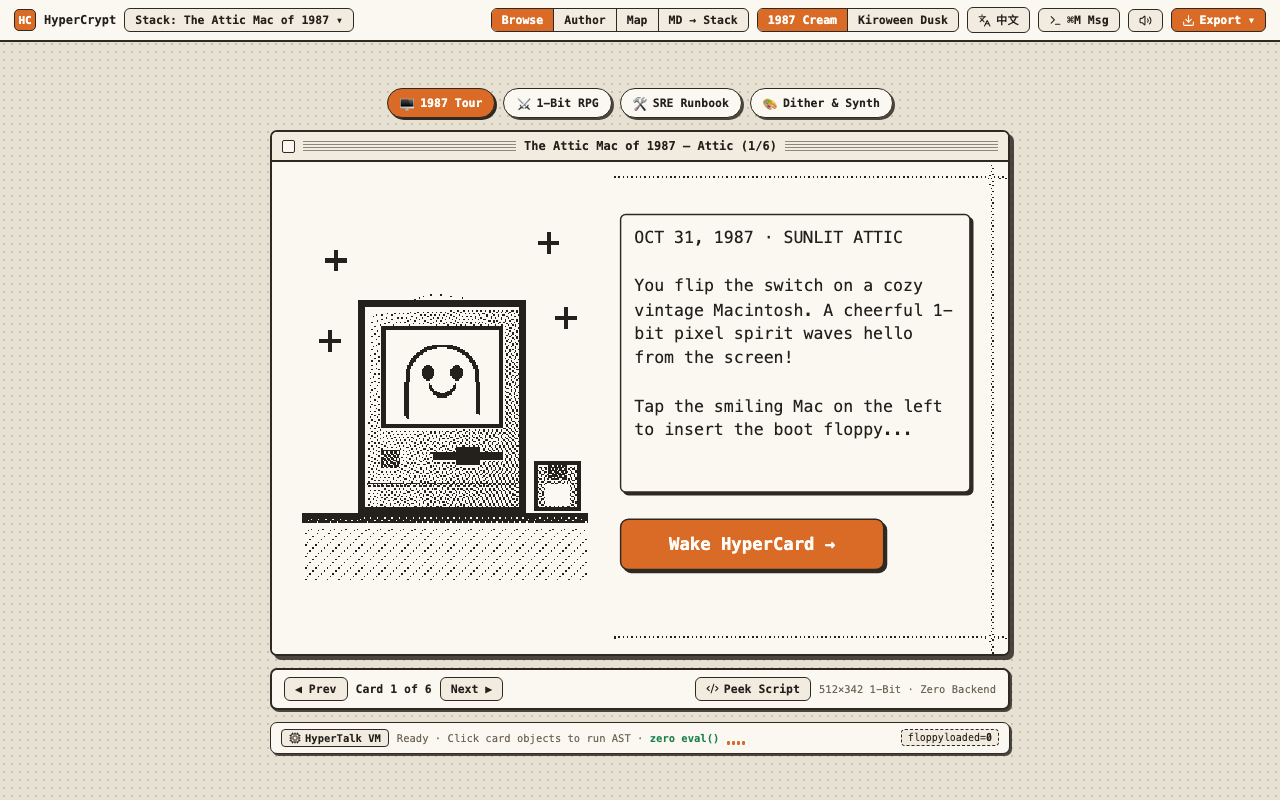 HC HyperCrypt Stack: The Attic Mac of 1987 ▾ Browse Author Map MD → Stack 1987 Cream Kiroween Dusk 中文 ⌘M Msg Export ▾
1987 Tour 1-Bit RPG SRE Runbook Dither & Synth
The Attic Mac of 1987 — Attic (1/6)
OCT 31, 1987 · SUNLIT ATTIC
You flip the switch on a cozy
vintage Macintosh. A cheerful 1-
bit pixel spirit waves hello
from the screen!
Tap the smiling Mac on the left
to insert the boot floppy...
Wake HyperCard →
◀ Prev Card 1 of 6 Next ▶ Peek Script 512×342 1-Bit · Zero Backend
HyperTalk VM Ready · Click card objects to run AST · zero eval() floppyloaded=0